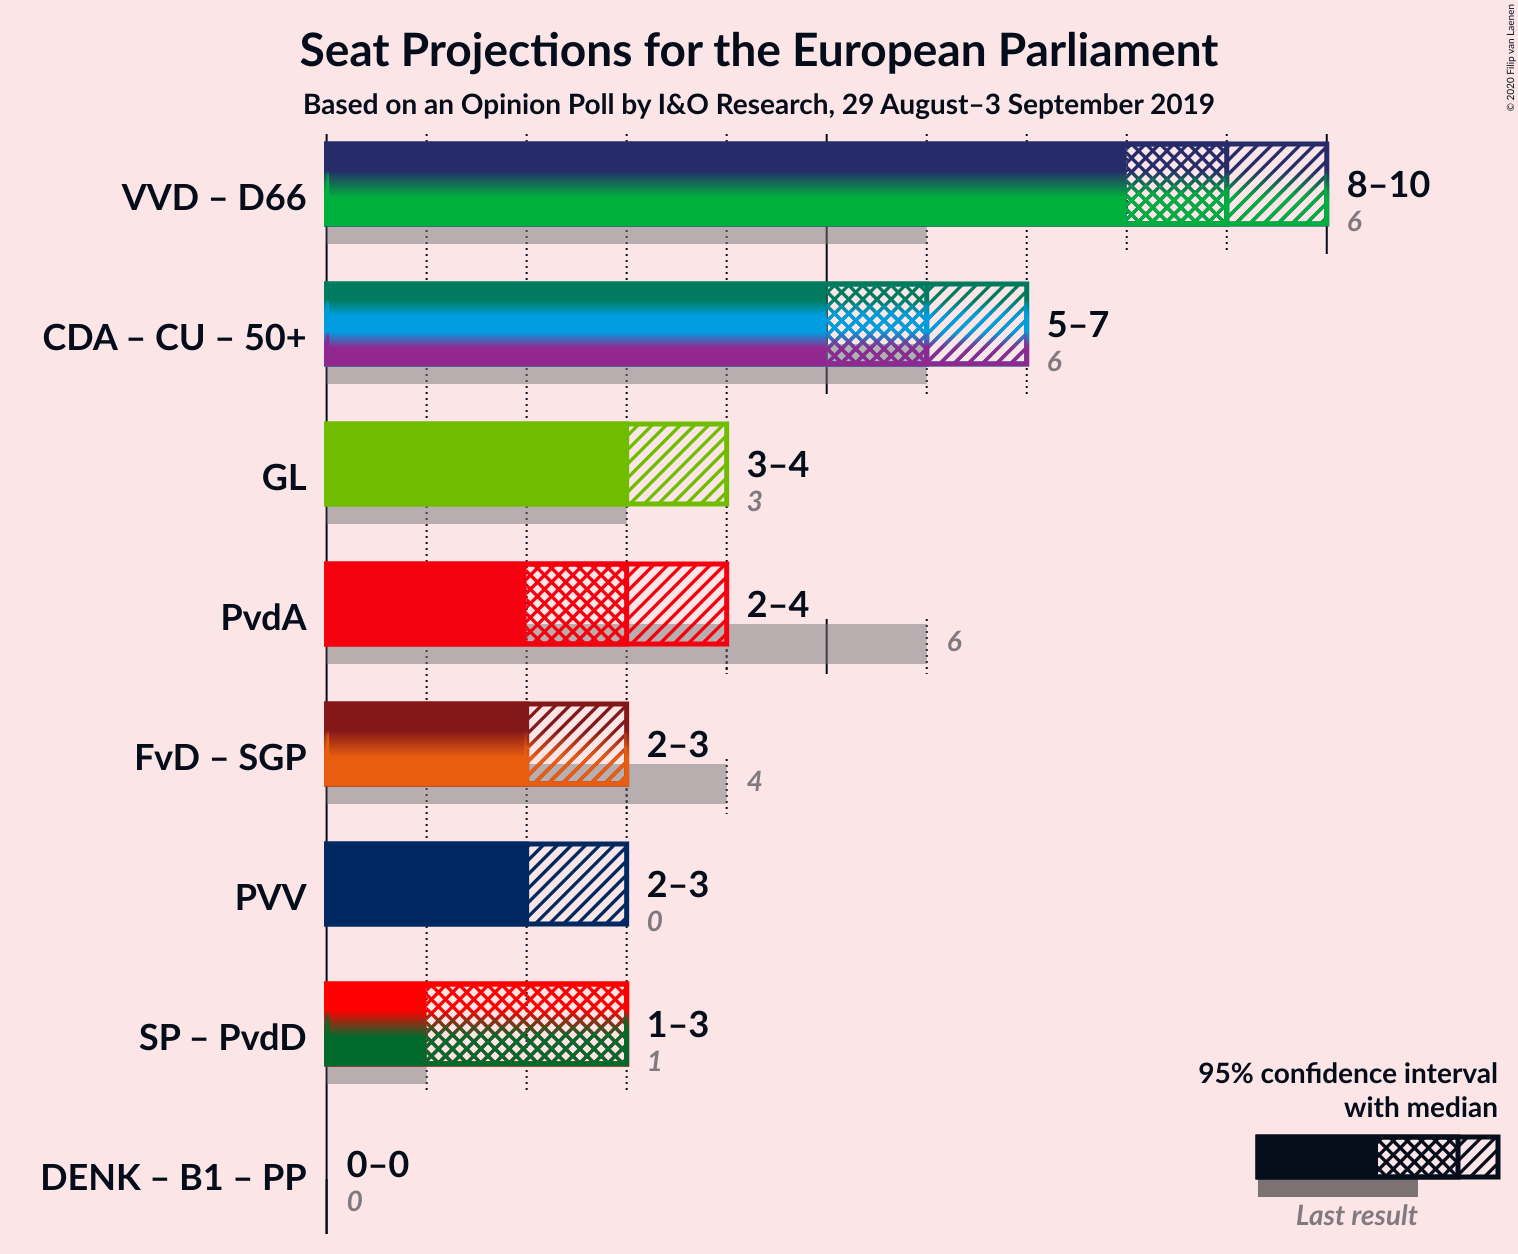 Seat Projections for the European Parliament
Based on an Opinion Poll by I&O Research, 29 August–3 September 2019
© 2020 Filip van Laenen
VVD – D66
8–10
6
CDA – CU – 50+
5–7
6
GL
3–4
3
PvdA
2–4
6
FvD – SGP
2–3
4
PVV
2–3
0
SP – PvdD
1–3
1
DENK – B1 – PP
0–0
0
95% confidence interval
with median
Last result